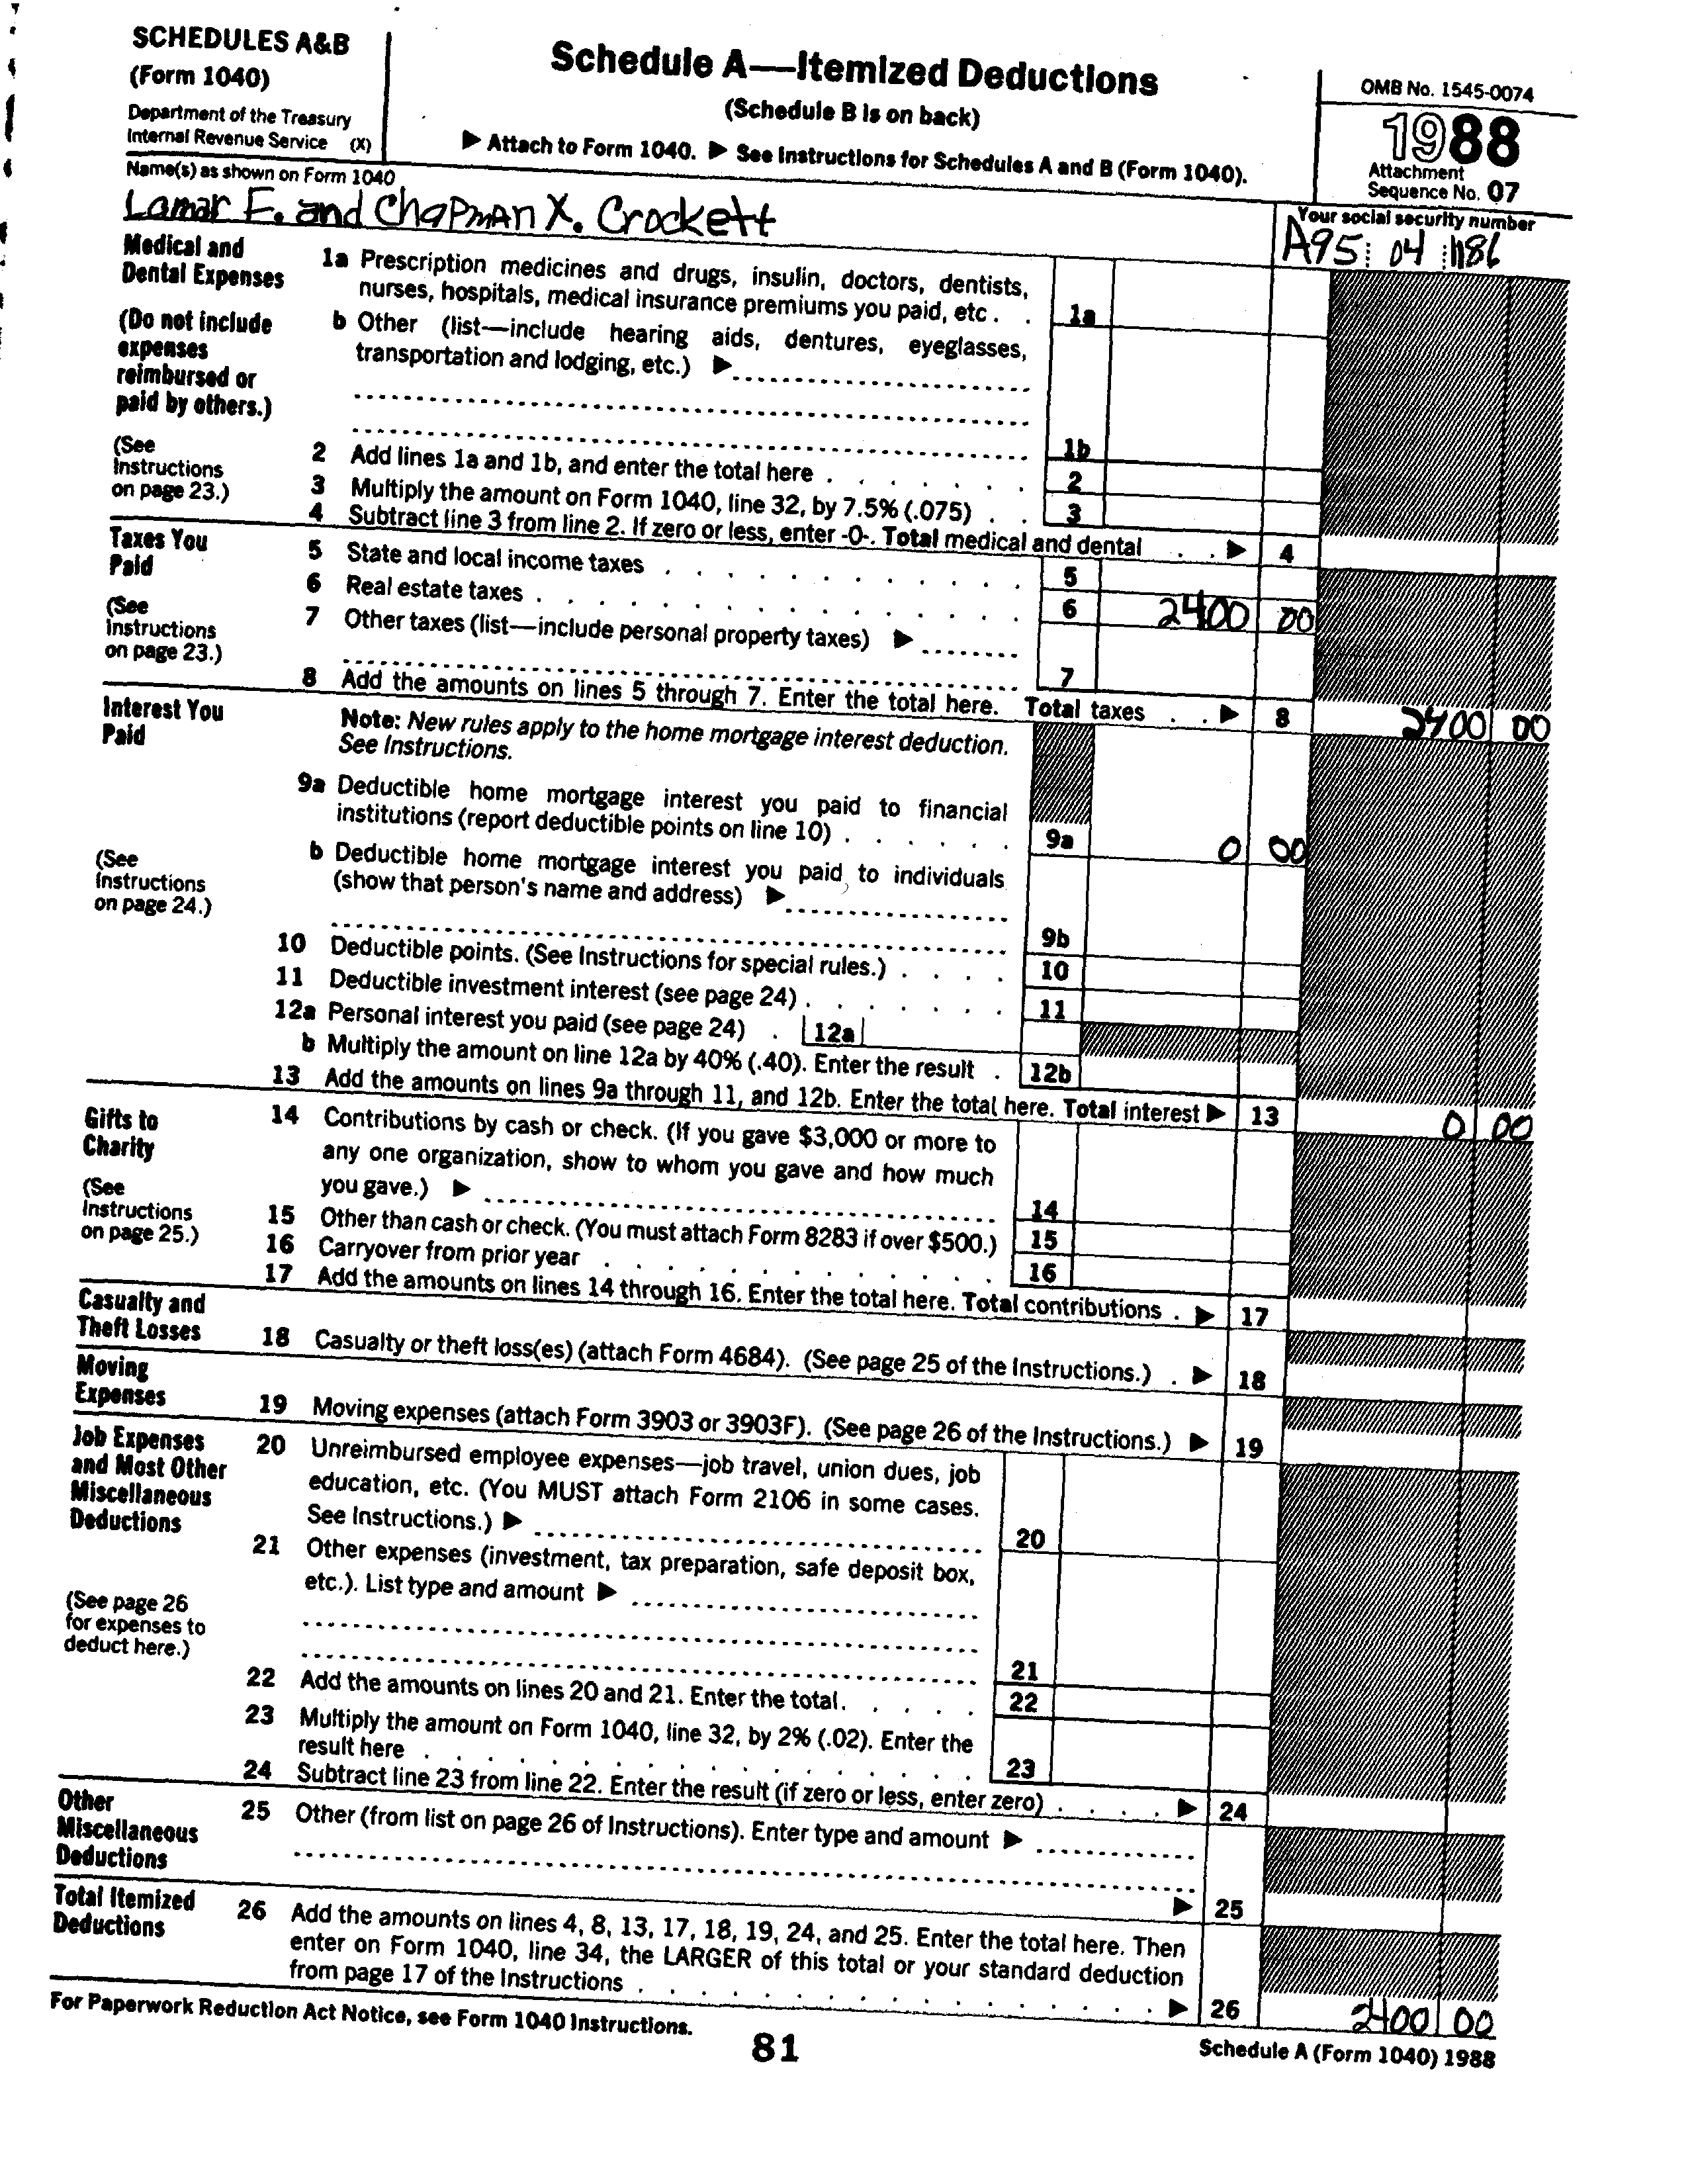 SCHEDULES A&B
(Form 1040)
Department of the Treasury
Internal Revenue Service (X)
Schedule A—Itemized Deductions
(Schedule B is on back)
▶ Attach to Form 1040. ▶ See Instructions for Schedules A and B (Form 1040).
OMB No. 1545-0074
1988
Attachment
Sequence No. 07
Name(s) as shown on Form 1040
Lamar E. and Chapman X. Crockett
Your social security number
A95 04 1186
Medical and
Dental Expenses
(Do not include
expenses
reimbursed or
paid by others.)
(See
Instructions
on page 23.)
1a Prescription medicines and drugs, insulin, doctors, dentists,
nurses, hospitals, medical insurance premiums you paid, etc . . 1a
b Other (list—include hearing aids, dentures, eyeglasses,
transportation and lodging, etc.) ▶
1b
2 Add lines 1a and 1b, and enter the total here . . . . . . . 2
3 Multiply the amount on Form 1040, line 32, by 7.5% (.075) . . 3
4 Subtract line 3 from line 2. If zero or less, enter -0-. Total medical and dental . . ▶ 4
Taxes You
Paid
(See
Instructions
on page 23.)
5 State and local income taxes . . . . . . . . . . . . 5
6 Real estate taxes . . . . . . . . . . . . . . . . 6 2400 00
7 Other taxes (list—include personal property taxes) ▶
7
8 Add the amounts on lines 5 through 7. Enter the total here. Total taxes . . ▶ 8 2400 00
Interest You
Paid
(See
Instructions
on page 24.)
Note: New rules apply to the home mortgage interest deduction.
See Instructions.
9a Deductible home mortgage interest you paid to financial
institutions (report deductible points on line 10) . . . . . . 9a 0 00
b Deductible home mortgage interest you paid to individuals
(show that person's name and address) ▶
9b
10 Deductible points. (See Instructions for special rules.) . . . . 10
11 Deductible investment interest (see page 24) . . . . . . . 11
12a Personal interest you paid (see page 24) . 12a
b Multiply the amount on line 12a by 40% (.40). Enter the result . 12b
13 Add the amounts on lines 9a through 11, and 12b. Enter the total here. Total interest ▶ 13 0 00
Gifts to
Charity
(See
Instructions
on page 25.)
14 Contributions by cash or check. (If you gave $3,000 or more to
any one organization, show to whom you gave and how much
you gave.) ▶
14
15 Other than cash or check. (You must attach Form 8283 if over $500.) 15
16 Carryover from prior year . . . . . . . . . . . . . 16
17 Add the amounts on lines 14 through 16. Enter the total here. Total contributions . ▶ 17
Casualty and
Theft Losses
18 Casualty or theft loss(es) (attach Form 4684). (See page 25 of the Instructions.) . ▶ 18
Moving
Expenses
19 Moving expenses (attach Form 3903 or 3903F). (See page 26 of the Instructions.) ▶ 19
Job Expenses
and Most Other
Miscellaneous
Deductions
(See page 26
for expenses to
deduct here.)
20 Unreimbursed employee expenses—job travel, union dues, job
education, etc. (You MUST attach Form 2106 in some cases.
See Instructions.) ▶
20
21 Other expenses (investment, tax preparation, safe deposit box,
etc.). List type and amount ▶
21
22 Add the amounts on lines 20 and 21. Enter the total. . . . . 22
23 Multiply the amount on Form 1040, line 32, by 2% (.02). Enter the
result here . . . . . . . . . . . . . . . . . . 23
24 Subtract line 23 from line 22. Enter the result (if zero or less, enter zero) . . . . ▶ 24
Other
Miscellaneous
Deductions
25 Other (from list on page 26 of Instructions). Enter type and amount ▶
▶ 25
Total Itemized
Deductions
26 Add the amounts on lines 4, 8, 13, 17, 18, 19, 24, and 25. Enter the total here. Then
enter on Form 1040, line 34, the LARGER of this total or your standard deduction
from page 17 of the Instructions . . . . . . . . . . . . . . . . . . ▶ 26 2400 00
For Paperwork Reduction Act Notice, see Form 1040 Instructions.
81
Schedule A (Form 1040) 1988